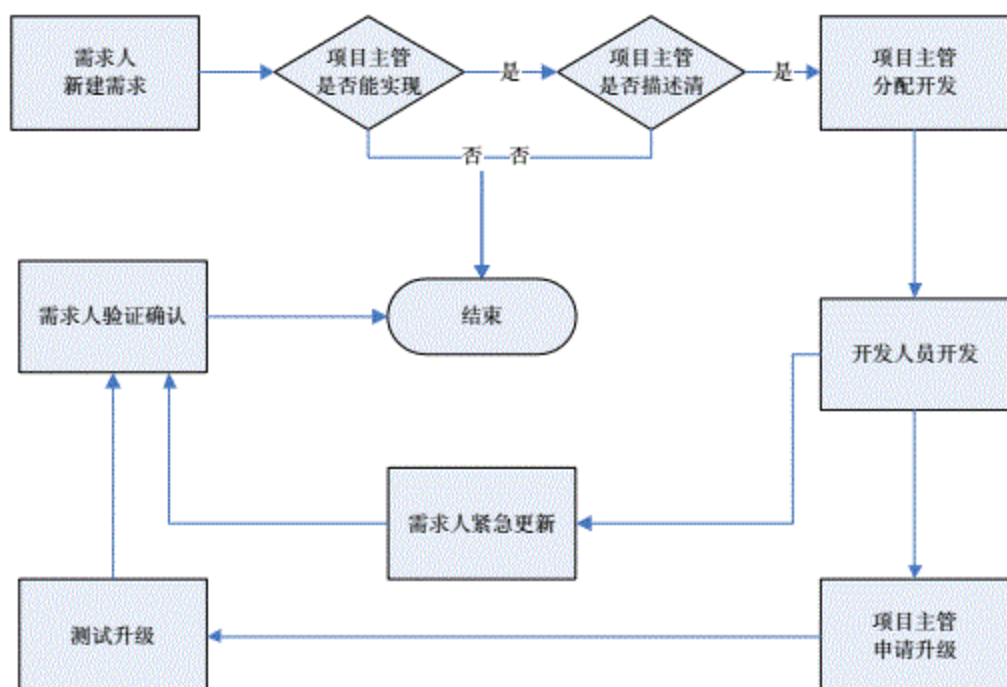 需求人
新建需求
项目主管
是否能实现
是
项目主管
是否描述清
是
项目主管
分配开发
否
否
需求人验证确认
结束
开发人员开发
需求人紧急更新
测试升级
项目主管
申请升级